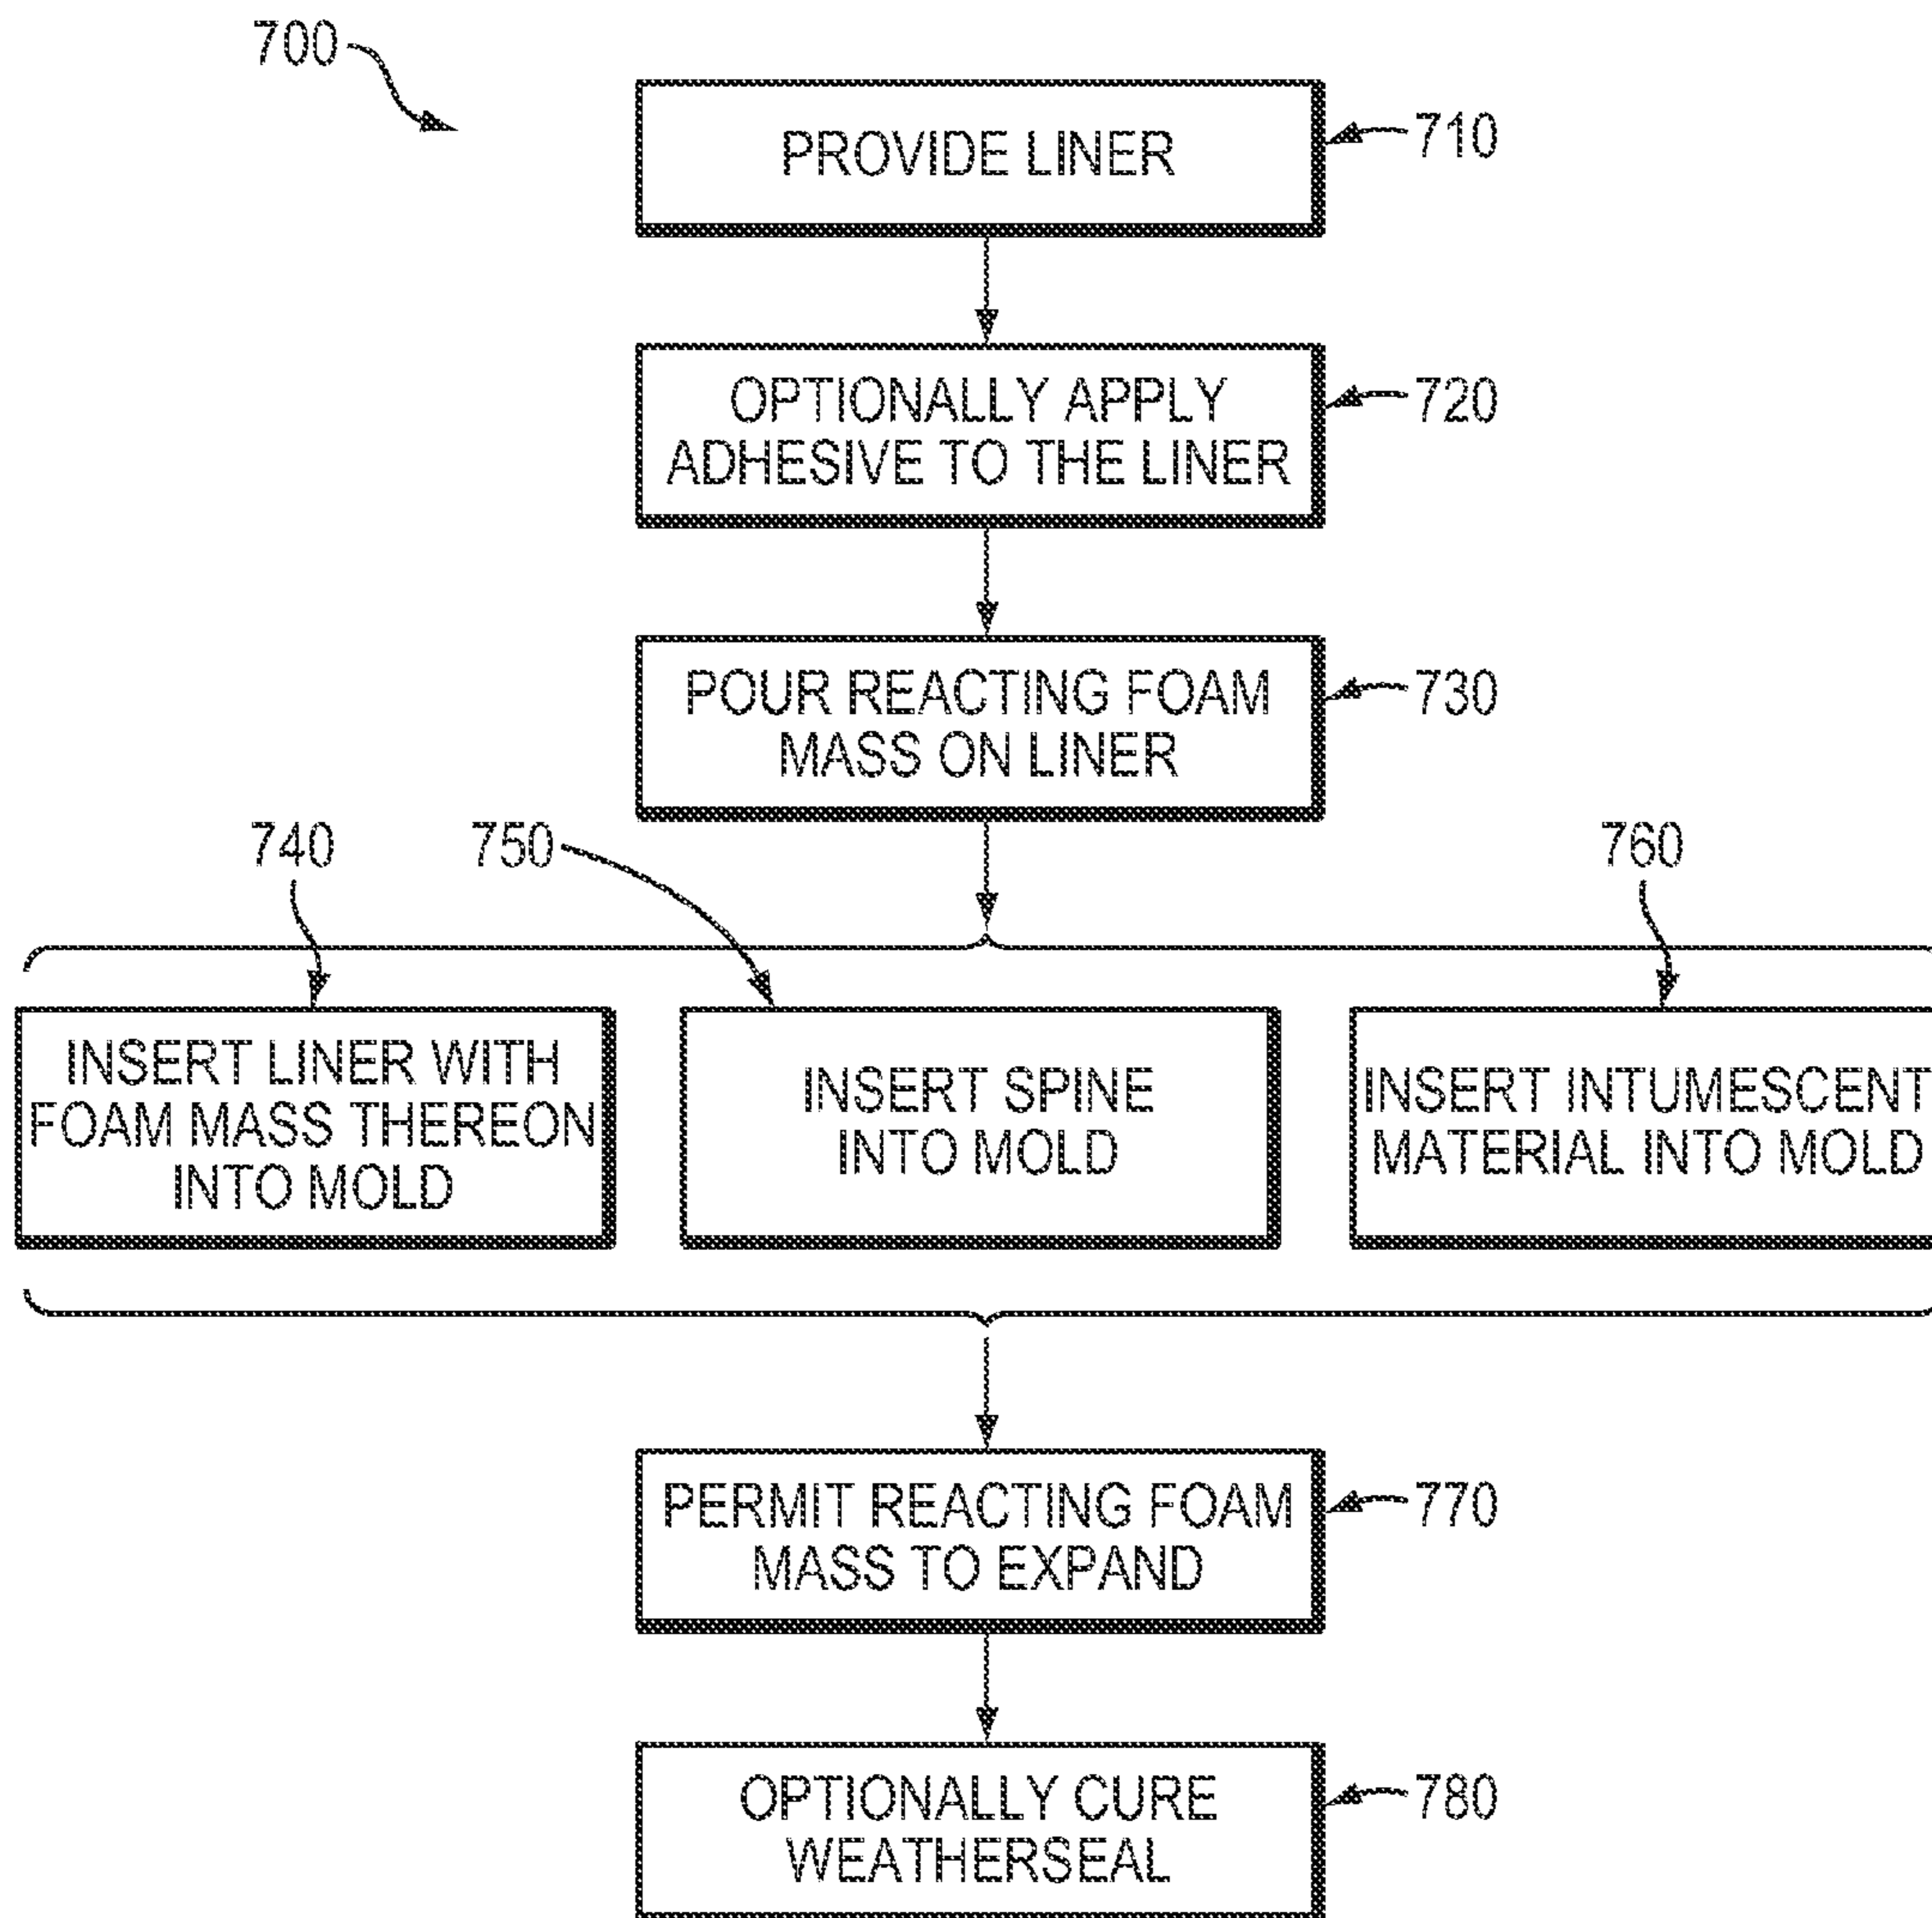 700
PROVIDE LINER
710
OPTIONALLY APPLY
ADHESIVE TO THE LINER
720
POUR REACTING FOAM
MASS ON LINER
730
740
750
760
INSERT LINER WITH
FOAM MASS THEREON
INTO MOLD
INSERT SPINE
INTO MOLD
INSERT INTUMESCENT
MATERIAL INTO MOLD
PERMIT REACTING FOAM
MASS TO EXPAND
770
OPTIONALLY CURE
WEATHERSEAL
780